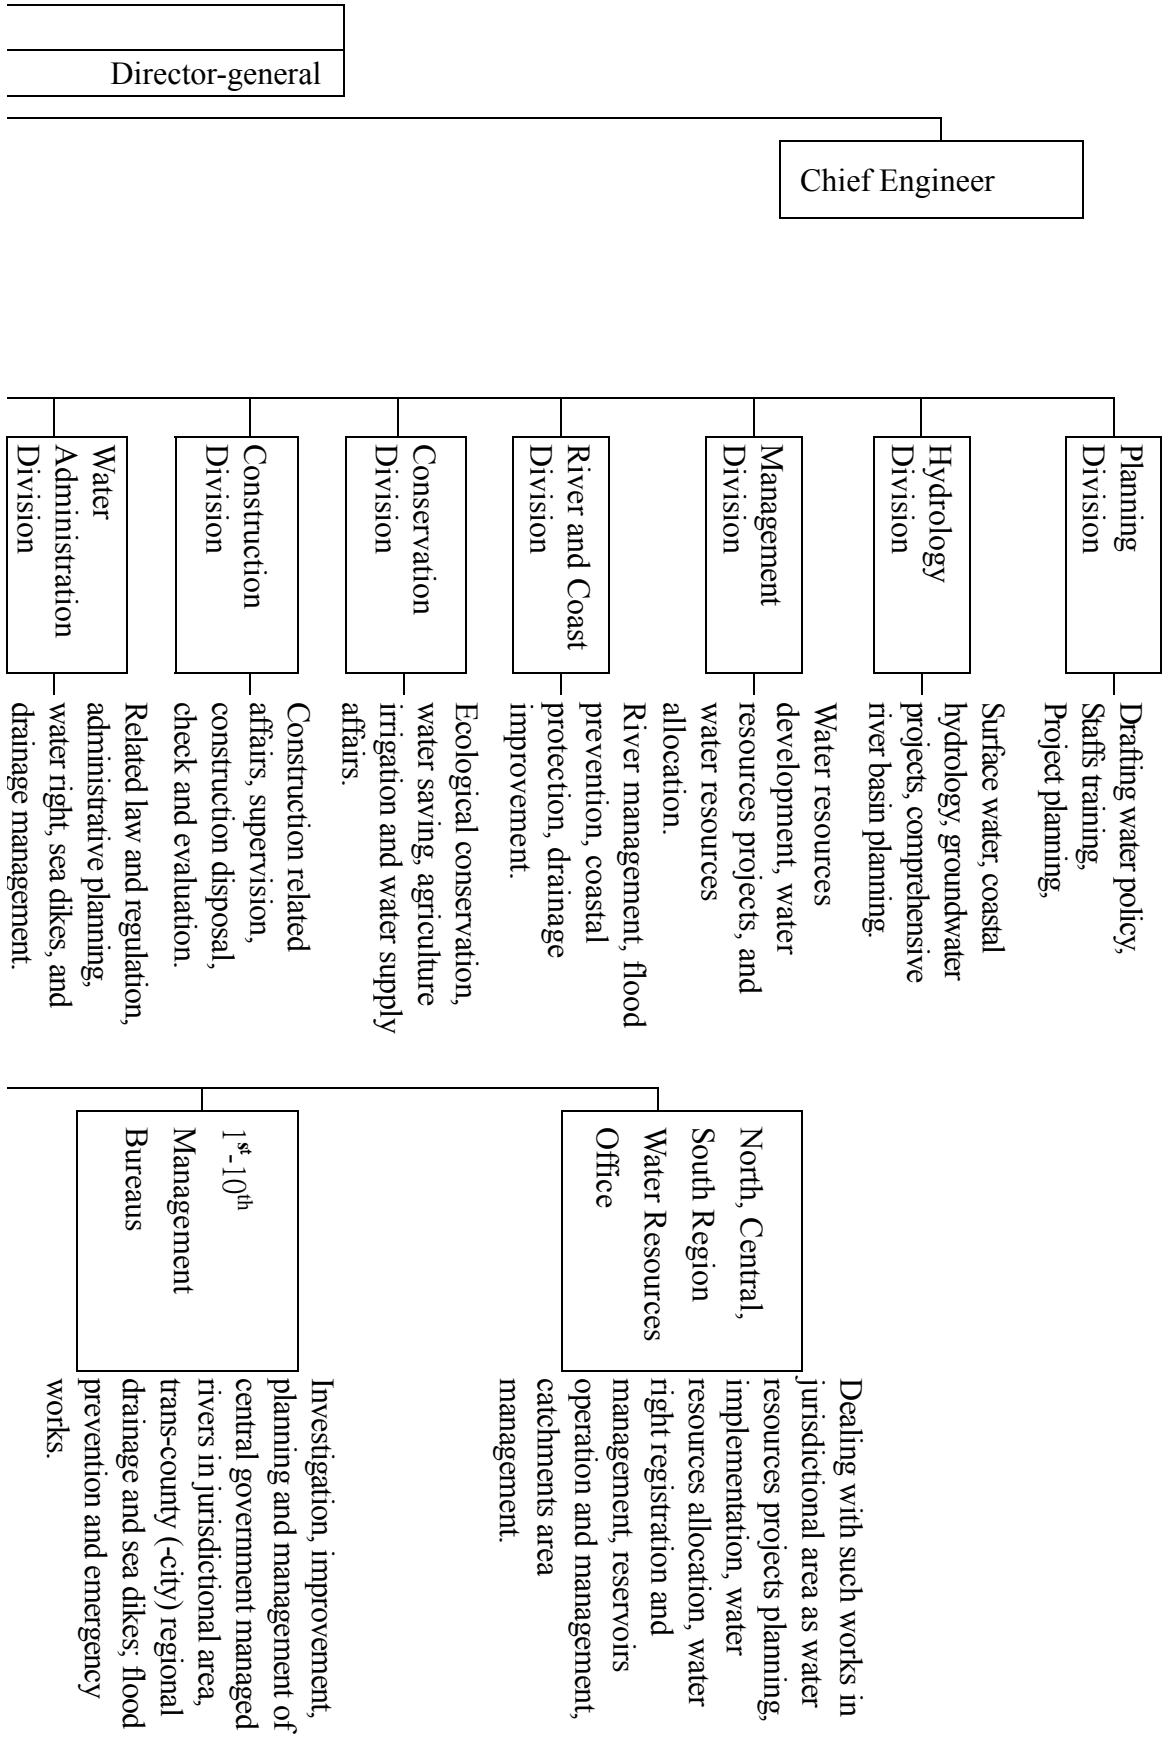 Director-general
Chief Engineer
Planning
Division
Drafting water policy,
Staffs training,
Project planning,
Hydrology
Division
Surface water, coastal
hydrology, groundwater
projects, comprehensive
river basin planning.
Management
Division
Water resources
development, water
resources projects, and
water resources
allocation.
River and Coast
Division
River management, flood
prevention, coastal
protection, drainage
improvement.
Conservation
Division
Ecological conservation,
water saving, agriculture
irrigation and water supply
affairs.
Construction
Division
Construction related
affairs, supervision,
construction disposal,
check and evaluation.
Water
Administration
Division
Related law and regulation,
administrative planning,
water right, sea dikes, and
drainage management.
North, Central,
South Region
Water Resources
Office
Dealing with such works in
jurisdictional area as water
resources projects planning,
implementation, water
resources allocation, water
right registration and
management, reservoirs
operation and management,
catchments area
management.
1st-10th
Management
Bureaus
Investigation, improvement,
planning and management of
central government managed
rivers in jurisdictional area,
trans-county (-city) regional
drainage and sea dikes; flood
prevention and emergency
works.